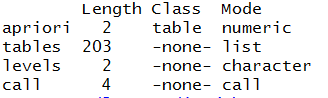 Length Class Mode
apriori 2 table numeric
tables 203 -none- list
levels 2 -none- character
call 4 -none- call